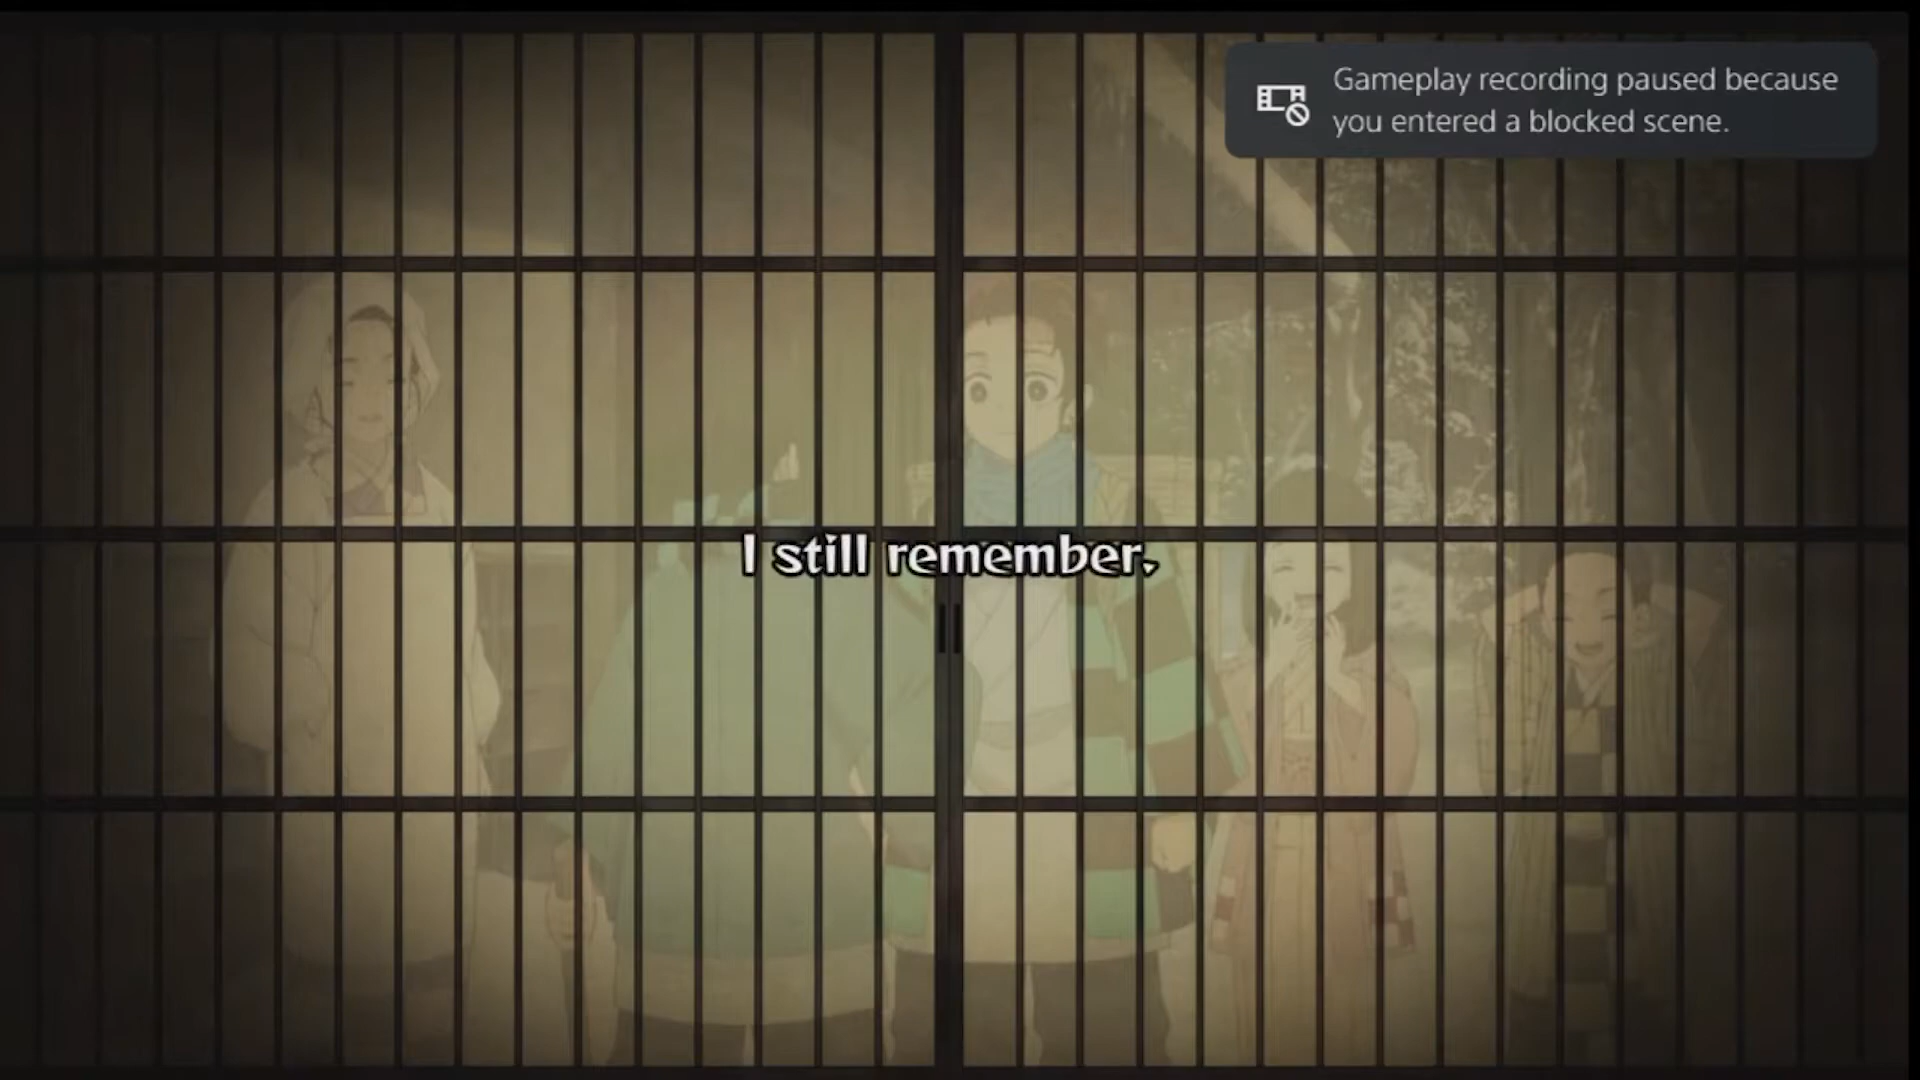 Gameplay recording paused because
you entered a blocked scene.
I still remember.